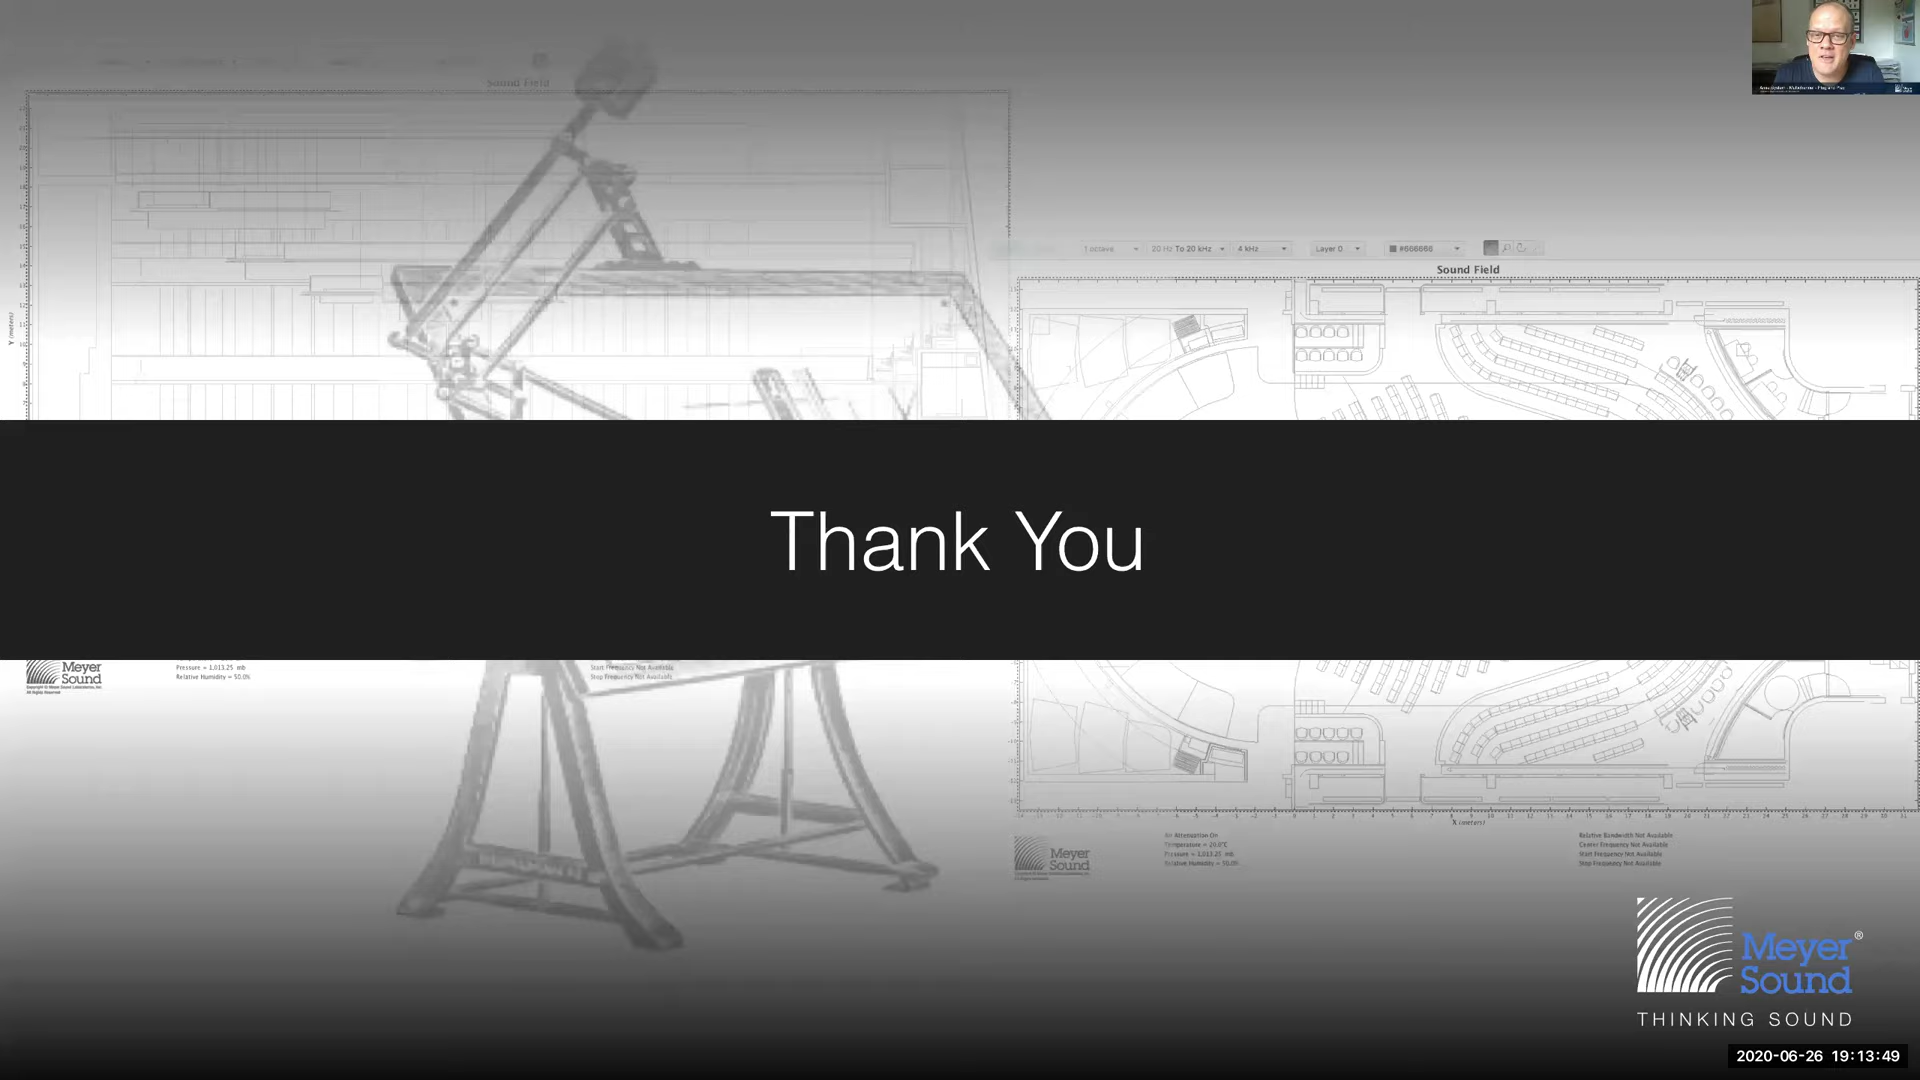 Sound Field
1 octave 20 Hz To 20 kHz 4 kHz Layer 0 #666666
Sound Field
Y (meters)
Thank You
Meyer
Sound
Pressure = 1,013.25 mb
Relative Humidity = 50.0%
Start Frequency Not Available
Stop Frequency Not Available
X (meters)
Meyer
Sound
Air Attenuation On
Temperature = 20.0°C
Pressure = 1,013.25 mb
Relative Humidity = 50.0%
Relative Bandwidth Not Available
Center Frequency Not Available
Start Frequency Not Available
Stop Frequency Not Available
Meyer®
Sound
THINKING SOUND
2020-06-26 19:13:49